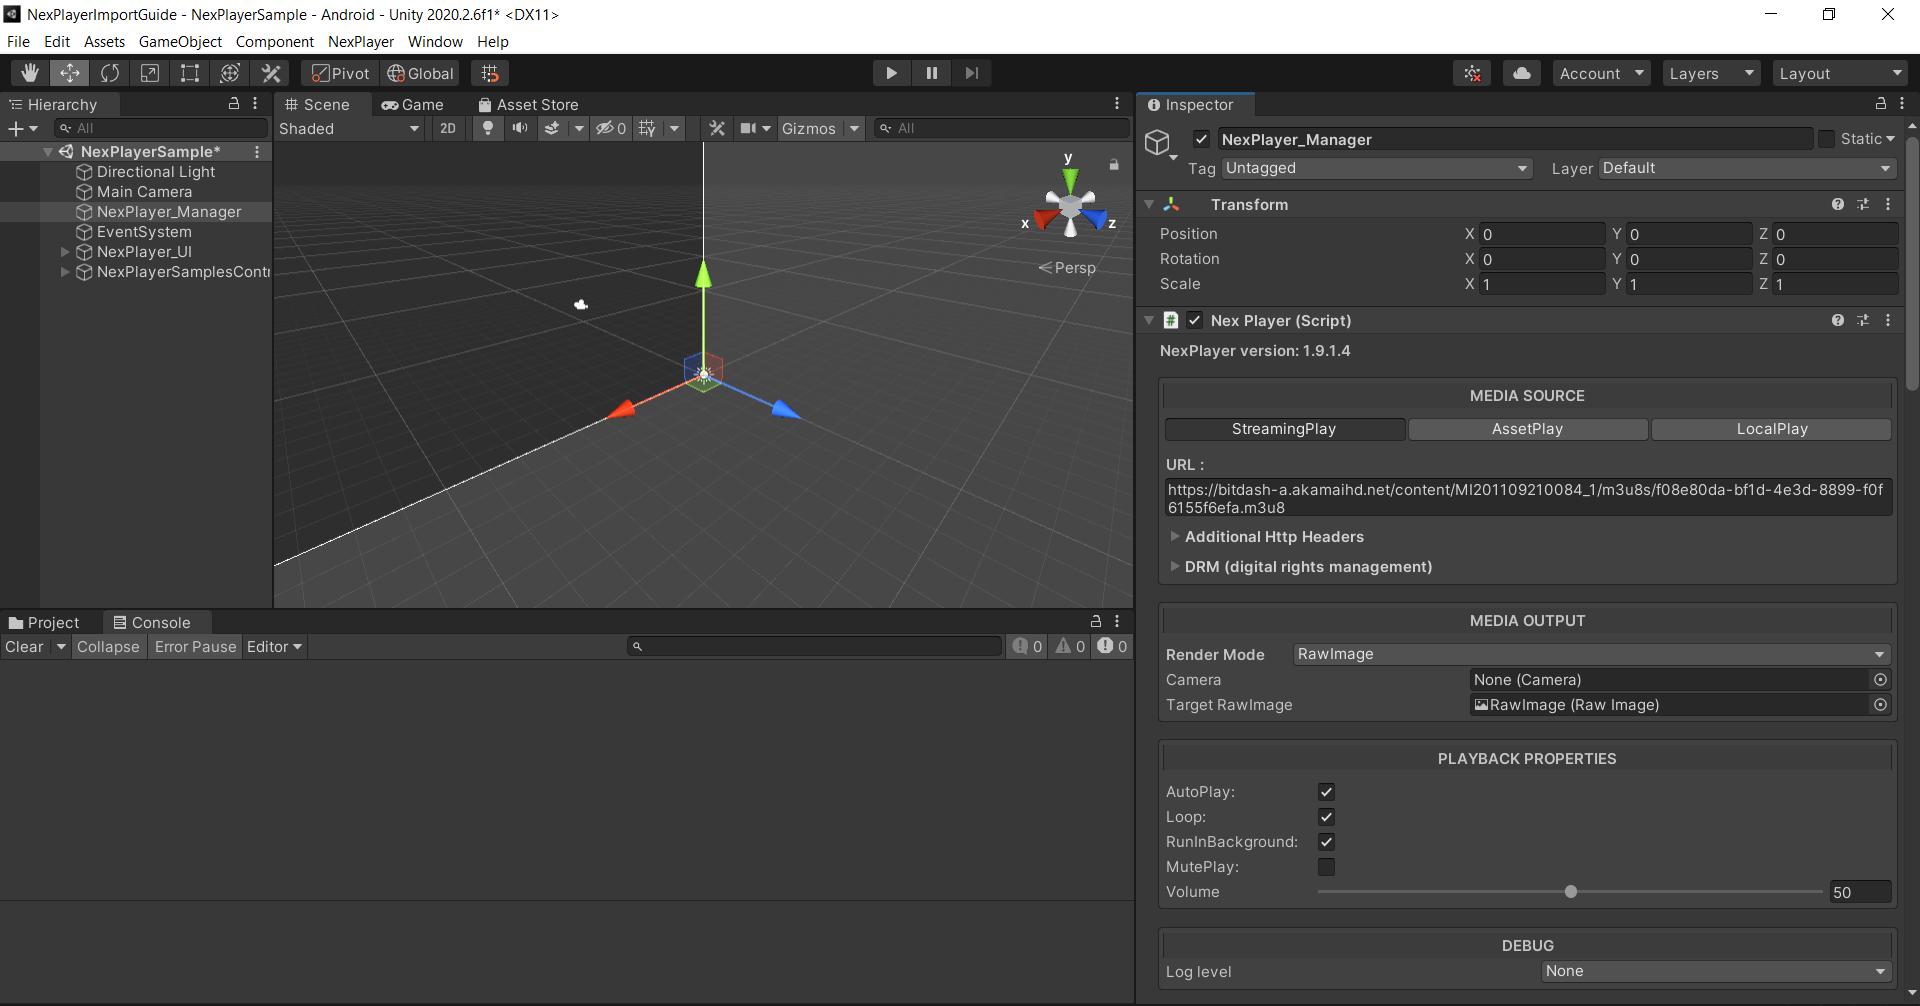 NexPlayerImportGuide - NexPlayerSample - Android - Unity 2020.2.6f1* <DX11>
File Edit Assets GameObject Component NexPlayer Window Help
Pivot Global Account Layers Layout
Hierarchy
All
NexPlayerSample*
Directional Light
Main Camera
NexPlayer_Manager
EventSystem
NexPlayer_UI
NexPlayerSamplesContr
Scene Game Asset Store
Shaded 2D 0 Gizmos All
y
x z
Persp
Project Console
Clear Collapse Error Pause Editor 0 0 0
Inspector
NexPlayer_Manager Static
Tag Untagged Layer Default
Transform
Position X 0 Y 0 Z 0
Rotation X 0 Y 0 Z 0
Scale X 1 Y 1 Z 1
# Nex Player (Script)
NexPlayer version: 1.9.1.4
MEDIA SOURCE
StreamingPlay AssetPlay LocalPlay
URL :
https://bitdash-a.akamaihd.net/content/MI201109210084_1/m3u8s/f08e80da-bf1d-4e3d-8899-f0f
6155f6efa.m3u8
Additional Http Headers
DRM (digital rights management)
MEDIA OUTPUT
Render Mode RawImage
Camera None (Camera)
Target RawImage RawImage (Raw Image)
PLAYBACK PROPERTIES
AutoPlay:
Loop:
RunInBackground:
MutePlay:
Volume 50
DEBUG
Log level None